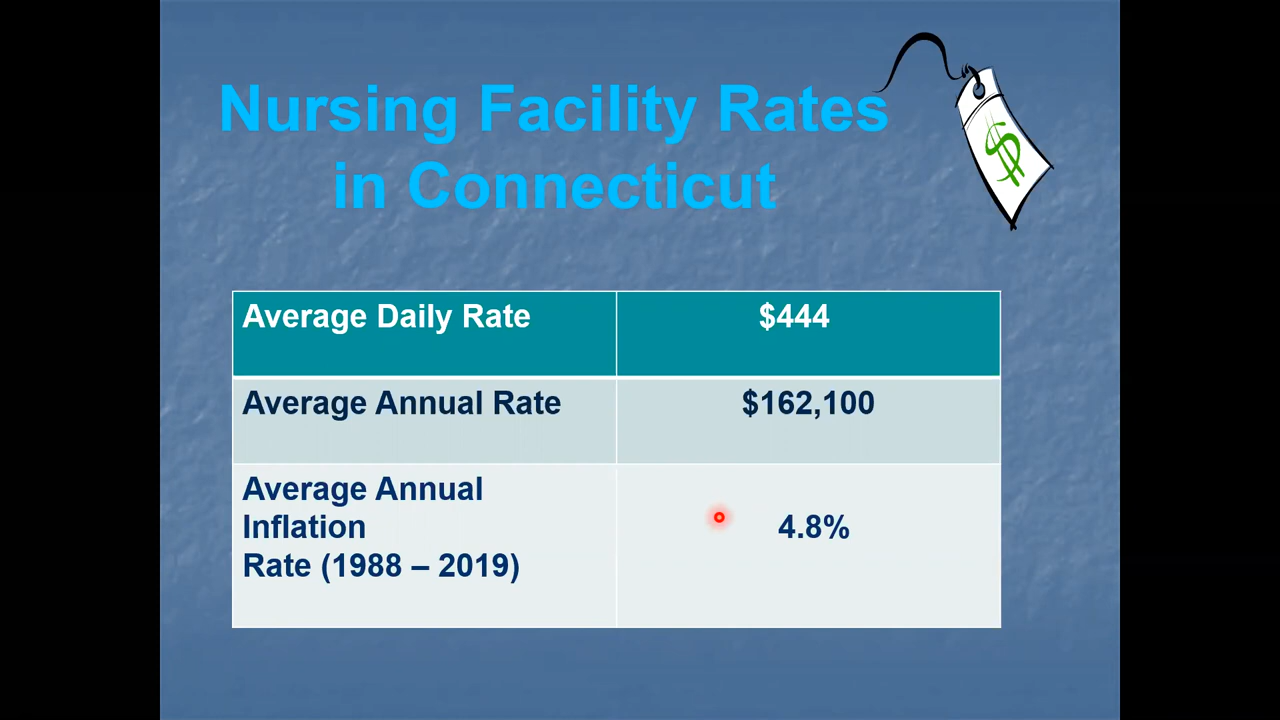 Nursing Facility Rates
in Connecticut
$
Average Daily Rate
$444
Average Annual Rate
$162,100
Average Annual
Inflation
Rate (1988 – 2019)
4.8%